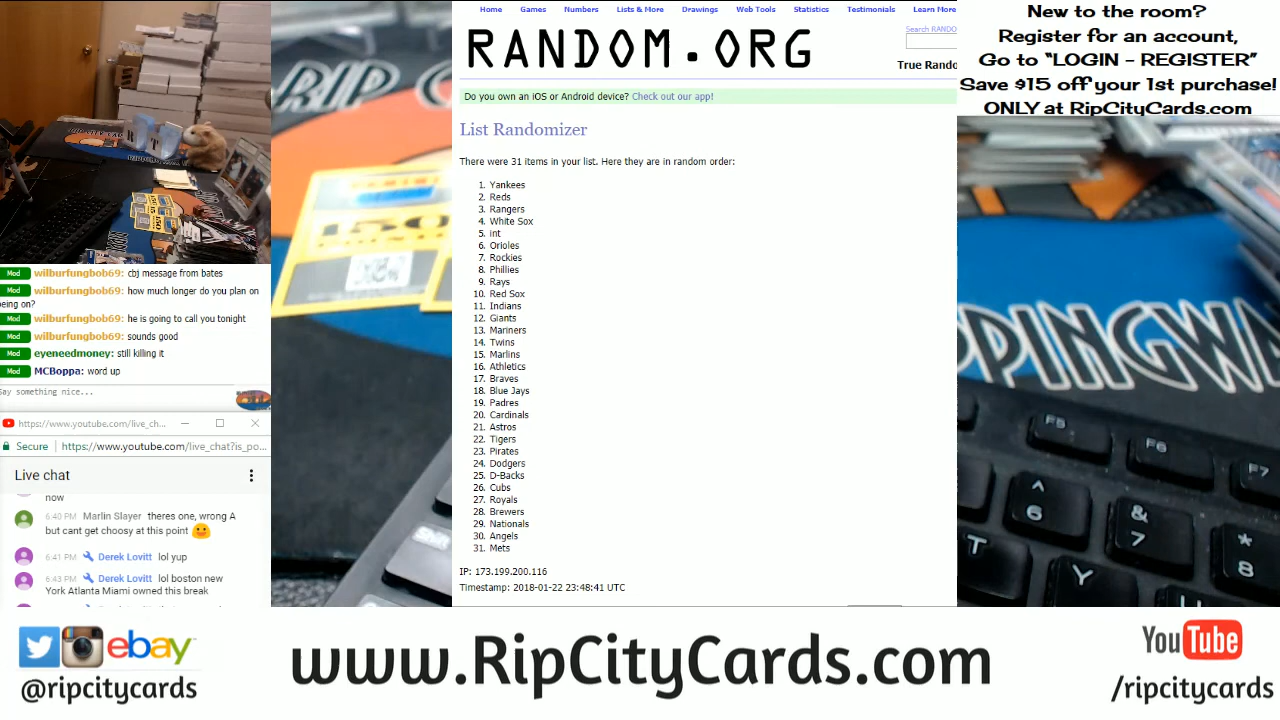 Home Games Numbers Lists & More Drawings Web Tools Statistics Testimonials Learn More
Search RANDO
RANDOM.ORG
True Rando
Do you own an iOS or Android device? Check out our app!
List Randomizer
There were 31 items in your list. Here they are in random order:
1. Yankees
2. Reds
3. Rangers
4. White Sox
5. int
6. Orioles
7. Rockies
8. Phillies
9. Rays
10. Red Sox
11. Indians
12. Giants
13. Mariners
14. Twins
15. Marlins
16. Athletics
17. Braves
18. Blue Jays
19. Padres
20. Cardinals
21. Astros
22. Tigers
23. Pirates
24. Dodgers
25. D-Backs
26. Cubs
27. Royals
28. Brewers
29. Nationals
30. Angels
31. Mets
IP: 173.199.200.116
Timestamp: 2018-01-22 23:48:41 UTC
New to the room?
Register for an account,
Go to “LOGIN - REGISTER”
Save $15 off your 1st purchase!
ONLY at RipCityCards.com
Mod wilburfungbob69: cbj message from bates
Mod wilburfungbob69: how much longer do you plan on
being on?
Mod wilburfungbob69: he is going to call you tonight
Mod wilburfungbob69: sounds good
Mod eyeneedmoney: still killing it
Mod MCBoppa: word up
Say something nice...
https://www.youtube.com/live_ch...
Secure https://www.youtube.com/live_chat?is_po...
Live chat
now
6:40 PM Marlin Slayer theres one, wrong A
but cant get choosy at this point
6:41 PM Derek Lovitt lol yup
6:43 PM Derek Lovitt lol boston new
York Atlanta Miami owned this break
RIP C
PPINGWA
F5
F6
F7
^
6
&
7
*
8
T
Y
U
ebay
@ripcitycards
www.RipCityCards.com
YouTube
/ripcitycards